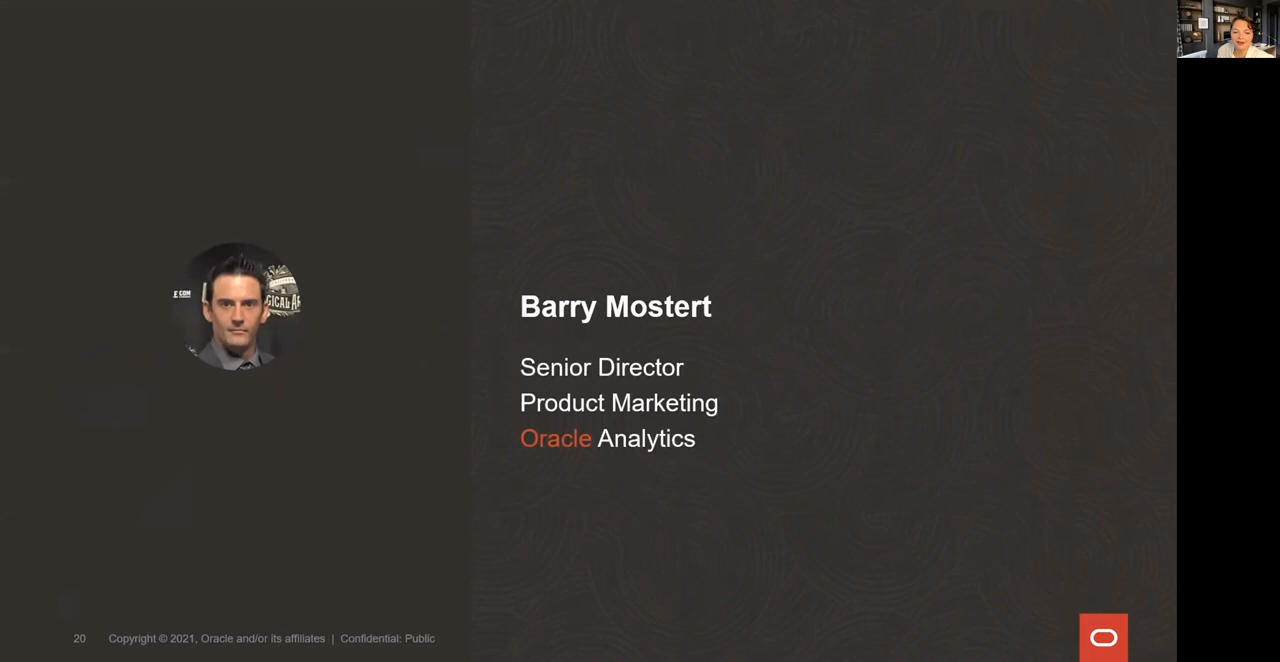 Barry Mostert
Senior Director
Product Marketing
Oracle Analytics
20 Copyright © 2021, Oracle and/or its affiliates | Confidential: Public